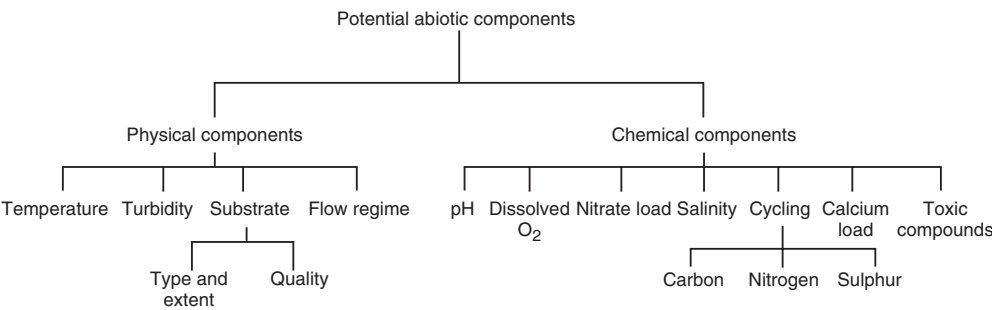 Potential abiotic components
Physical components Chemical components
Temperature Turbidity Substrate Flow regime pH Dissolved O2 Nitrate load Salinity Cycling Calcium load Toxic compounds
Type and extent Quality Carbon Nitrogen Sulphur